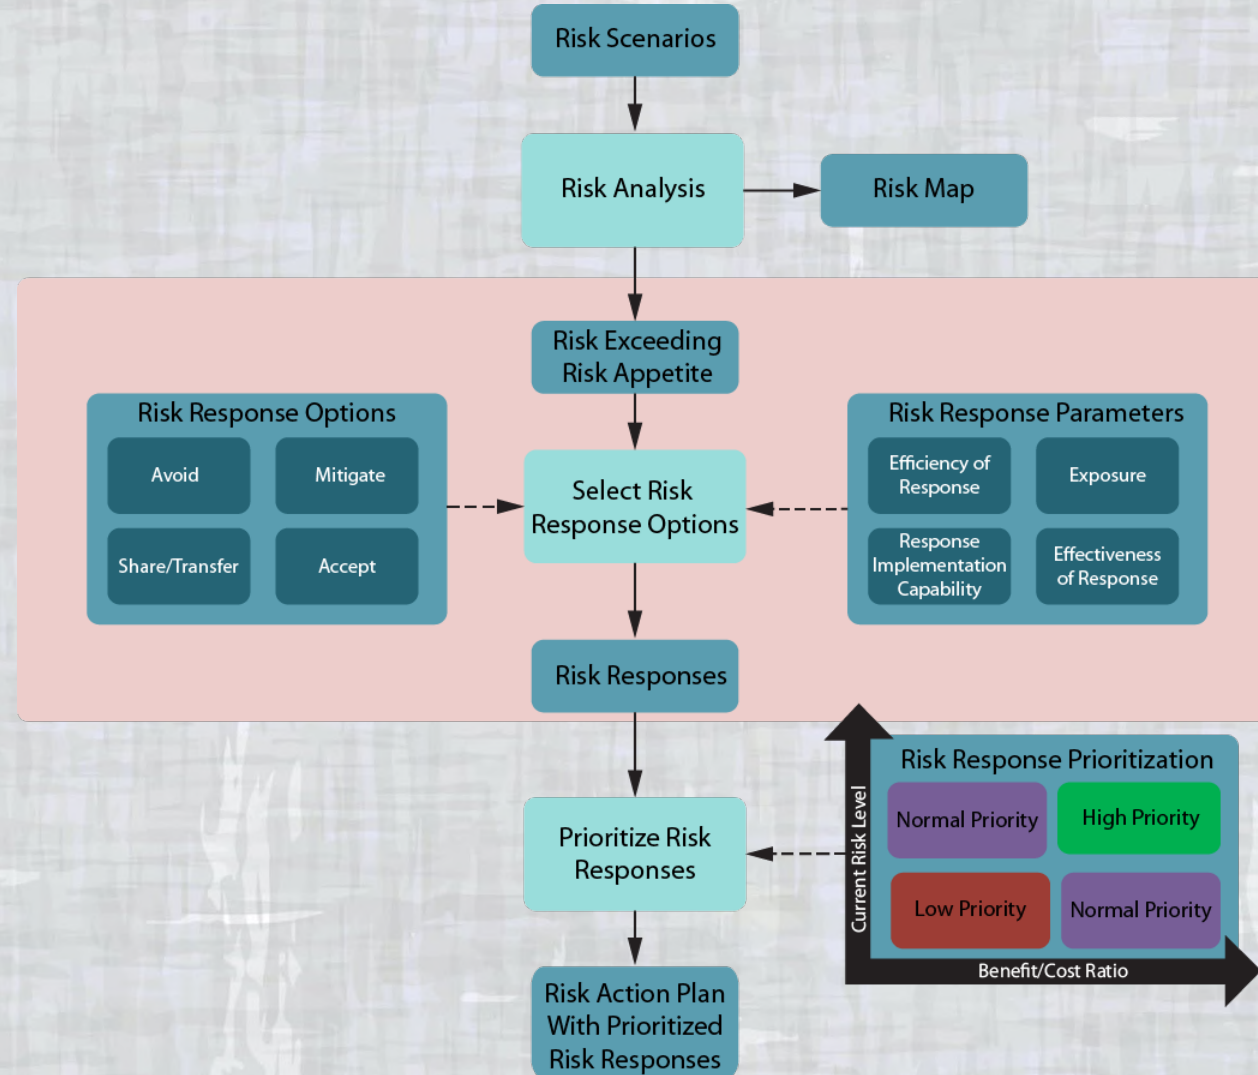 Risk Scenarios
Risk Analysis
Risk Map
Risk Exceeding
Risk Appetite
Risk Response Options
Avoid
Mitigate
Share/Transfer
Accept
Select Risk
Response Options
Risk Response Parameters
Efficiency of
Response
Exposure
Response
Implementation
Capability
Effectiveness
of Response
Risk Responses
Prioritize Risk
Responses
Risk Response Prioritization
Normal Priority
High Priority
Low Priority
Normal Priority
Current Risk Level
Benefit/Cost Ratio
Risk Action Plan
With Prioritized
Risk Responses